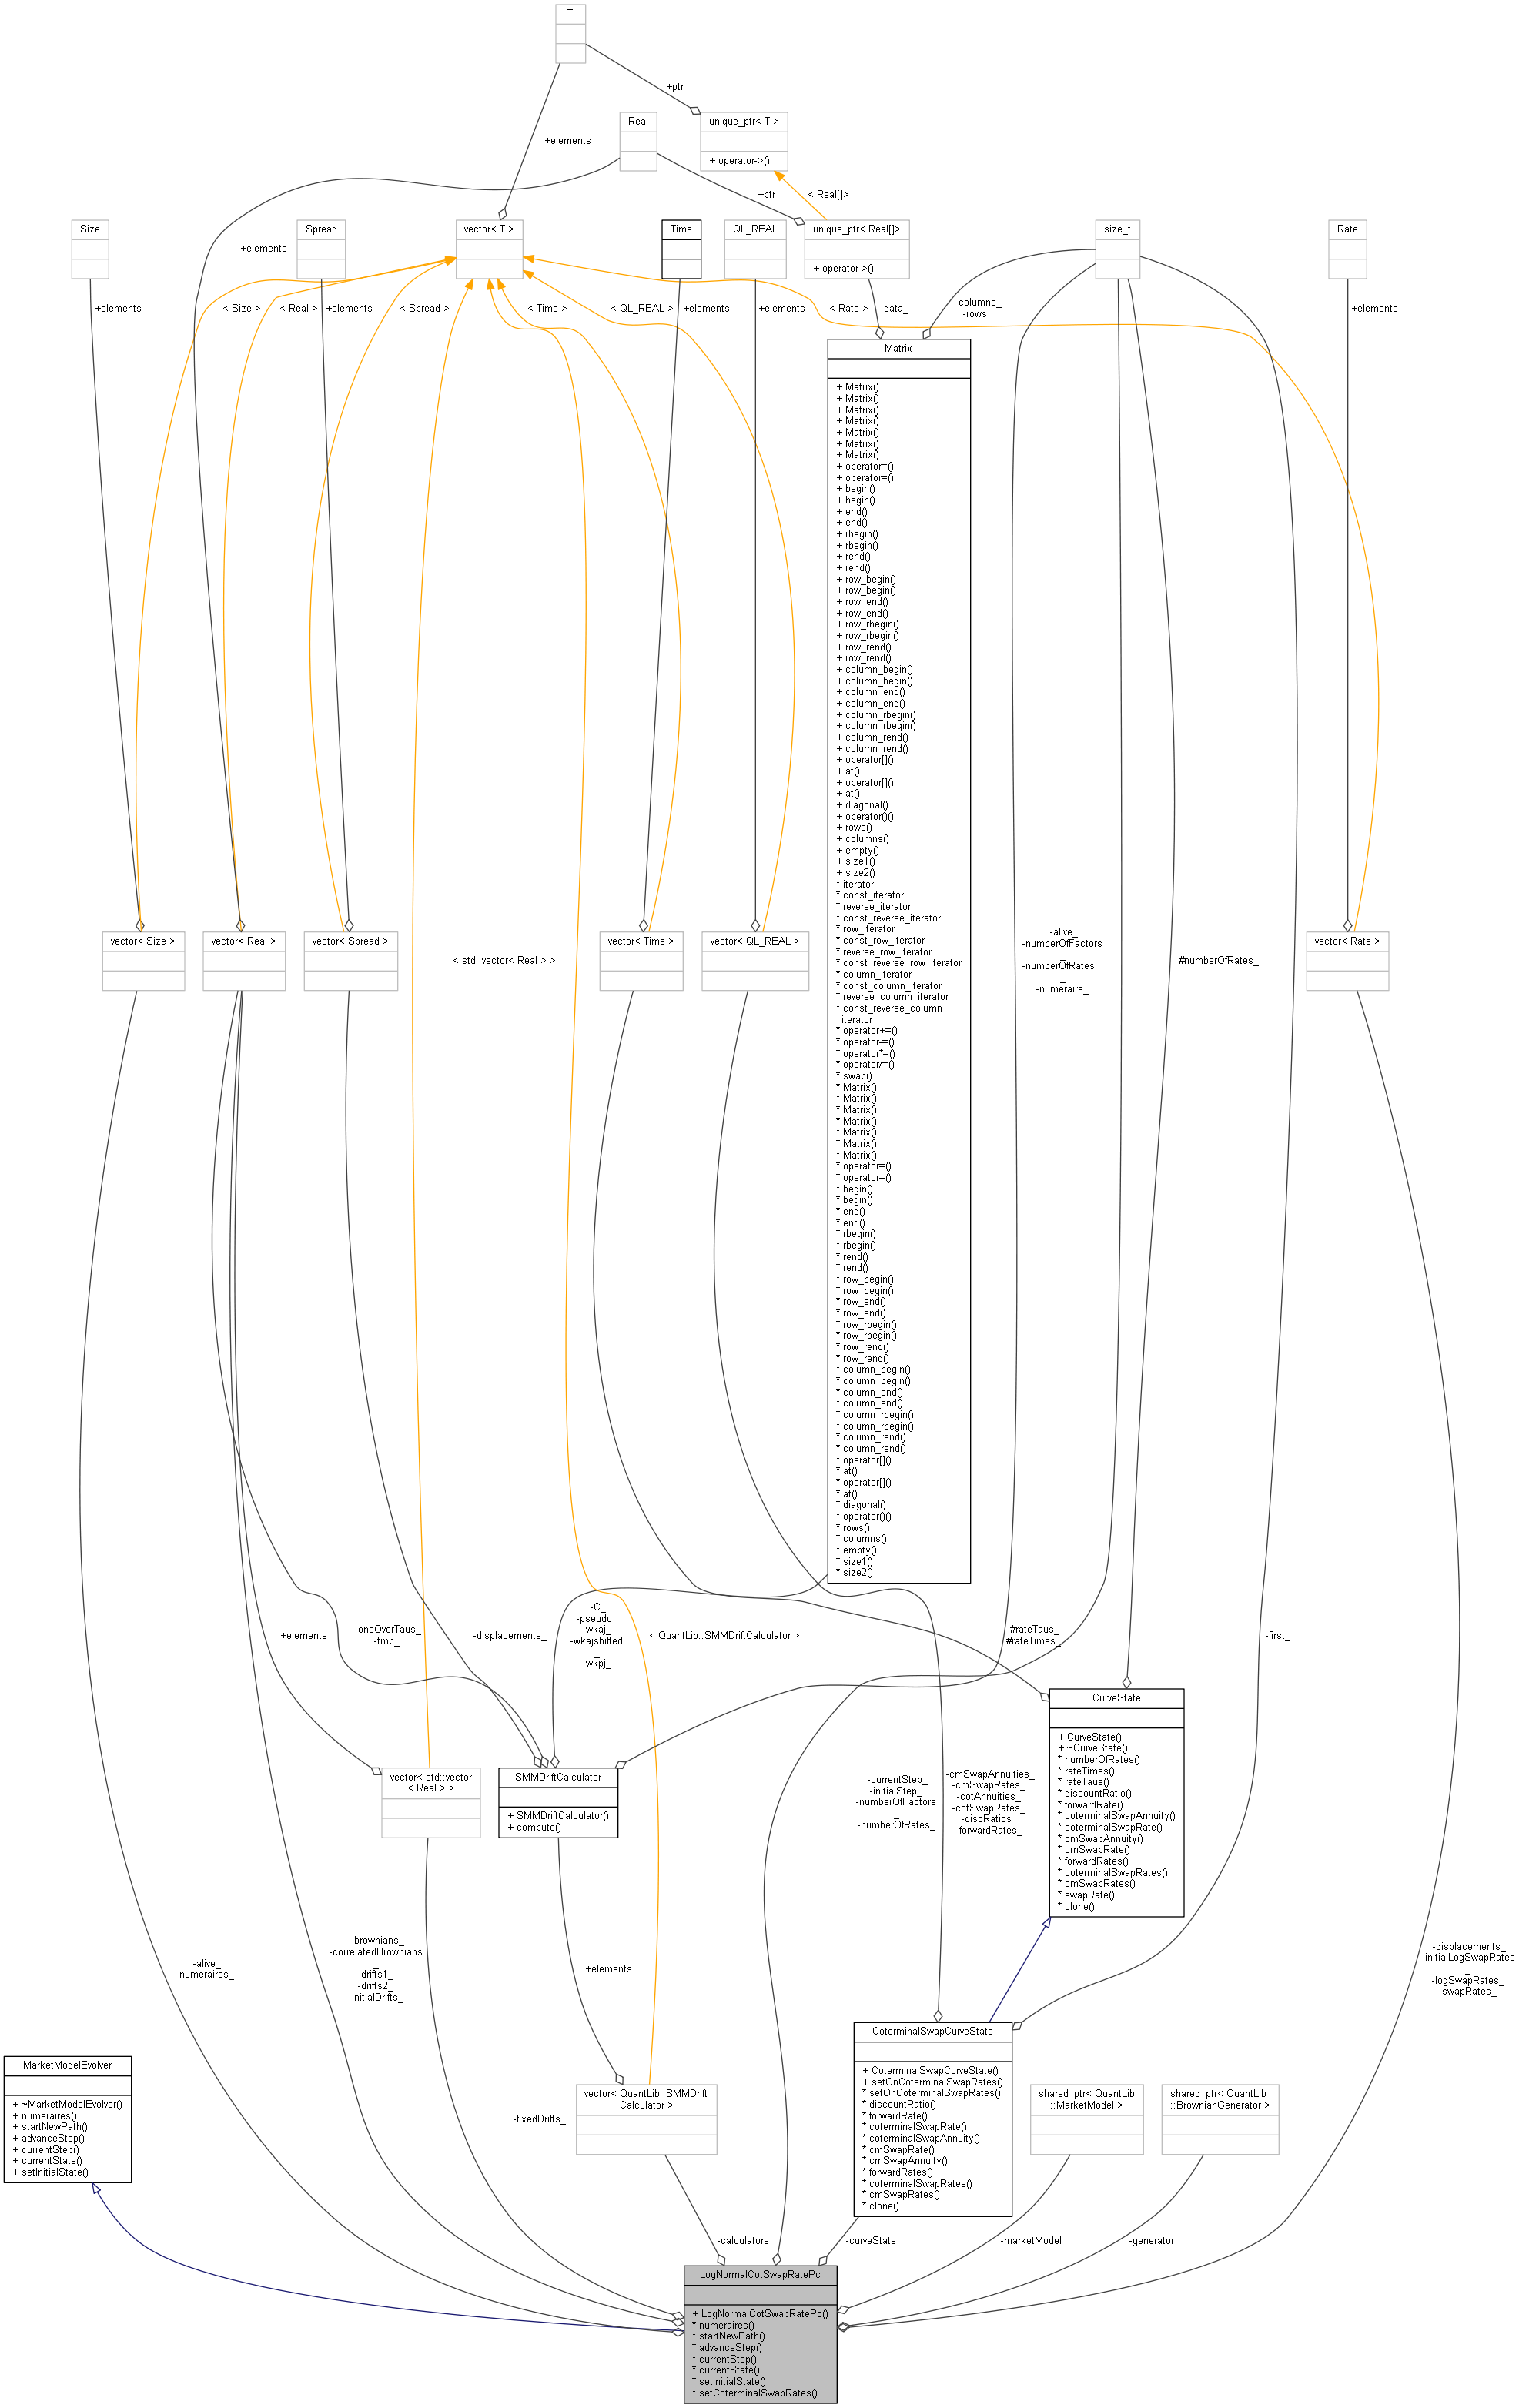 T
+ptr
unique_ptr< T >
+ operator->()
Real
+elements
+ptr
< Real[]>
Size
Spread
vector< T >
Time
QL_REAL
unique_ptr< Real[]>
+ operator->()
size_t
Rate
+elements
+elements
< Size >
< Real >
+elements
< Spread >
< Time >
+elements
< QL_REAL >
+elements
-data_
< Rate >
-columns_
-rows_
+elements
Matrix
+ Matrix()
+ Matrix()
+ Matrix()
+ Matrix()
+ Matrix()
+ Matrix()
+ Matrix()
+ operator=()
+ operator=()
+ begin()
+ begin()
+ end()
+ end()
+ rbegin()
+ rbegin()
+ rend()
+ rend()
+ row_begin()
+ row_begin()
+ row_end()
+ row_end()
+ row_rbegin()
+ row_rbegin()
+ row_rend()
+ row_rend()
+ column_begin()
+ column_begin()
+ column_end()
+ column_end()
+ column_rbegin()
+ column_rbegin()
+ column_rend()
+ column_rend()
+ operator[]()
+ at()
+ operator[]()
+ at()
+ diagonal()
+ operator()()
+ rows()
+ columns()
+ empty()
+ size1()
+ size2()
* iterator
* const_iterator
* reverse_iterator
* const_reverse_iterator
* row_iterator
* const_row_iterator
* reverse_row_iterator
* const_reverse_row_iterator
* column_iterator
* const_column_iterator
* reverse_column_iterator
* const_reverse_column
_iterator
* operator+=()
* operator-=()
* operator*=()
* operator/=()
* swap()
* Matrix()
* Matrix()
* Matrix()
* Matrix()
* Matrix()
* Matrix()
* Matrix()
* operator=()
* operator=()
* begin()
* begin()
* end()
* end()
* rbegin()
* rbegin()
* rend()
* rend()
* row_begin()
* row_begin()
* row_end()
* row_end()
* row_rbegin()
* row_rbegin()
* row_rend()
* row_rend()
* column_begin()
* column_begin()
* column_end()
* column_end()
* column_rbegin()
* column_rbegin()
* column_rend()
* column_rend()
* operator[]()
* at()
* operator[]()
* at()
* diagonal()
* operator()()
* rows()
* columns()
* empty()
* size1()
* size2()
vector< Size >
vector< Real >
vector< Spread >
< std::vector< Real > >
vector< Time >
vector< QL_REAL >
-alive_
-numberOfFactors
_
-numberOfRates
_
-numeraire_
#numberOfRates_
vector< Rate >
+elements
-oneOverTaus_
-tmp_
-displacements_
-C_
-pseudo_
-wkaj_
-wkajshifted
_
-wkpj_
< QuantLib::SMMDriftCalculator >
#rateTaus_
#rateTimes_
-first_
vector< std::vector
< Real > >
SMMDriftCalculator
+ SMMDriftCalculator()
+ compute()
-currentStep_
-initialStep_
-numberOfFactors
_
-numberOfRates_
-cmSwapAnnuities_
-cmSwapRates_
-cotAnnuities_
-cotSwapRates_
-discRatios_
-forwardRates_
CurveState
+ CurveState()
+ ~CurveState()
* numberOfRates()
* rateTimes()
* rateTaus()
* discountRatio()
* forwardRate()
* coterminalSwapAnnuity()
* coterminalSwapRate()
* cmSwapAnnuity()
* cmSwapRate()
* forwardRates()
* coterminalSwapRates()
* cmSwapRates()
* swapRate()
* clone()
-alive_
-numeraires_
-brownians_
-correlatedBrownians
_
-drifts1_
-drifts2_
-initialDrifts_
+elements
-displacements_
-initialLogSwapRates
_
-logSwapRates_
-swapRates_
MarketModelEvolver
+ ~MarketModelEvolver()
+ numeraires()
+ startNewPath()
+ advanceStep()
+ currentStep()
+ currentState()
+ setInitialState()
-fixedDrifts_
vector< QuantLib::SMMDrift
Calculator >
CoterminalSwapCurveState
+ CoterminalSwapCurveState()
+ setOnCoterminalSwapRates()
* setOnCoterminalSwapRates()
* discountRatio()
* forwardRate()
* coterminalSwapRate()
* coterminalSwapAnnuity()
* cmSwapRate()
* cmSwapAnnuity()
* forwardRates()
* coterminalSwapRates()
* cmSwapRates()
* clone()
shared_ptr< QuantLib
::MarketModel >
shared_ptr< QuantLib
::BrownianGenerator >
-calculators_
-curveState_
-marketModel_
-generator_
LogNormalCotSwapRatePc
+ LogNormalCotSwapRatePc()
* numeraires()
* startNewPath()
* advanceStep()
* currentStep()
* currentState()
* setInitialState()
* setCoterminalSwapRates()